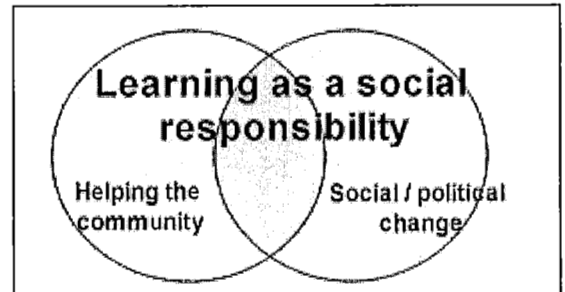 Learning as a social
responsibility
Helping the
community
Social / political
change